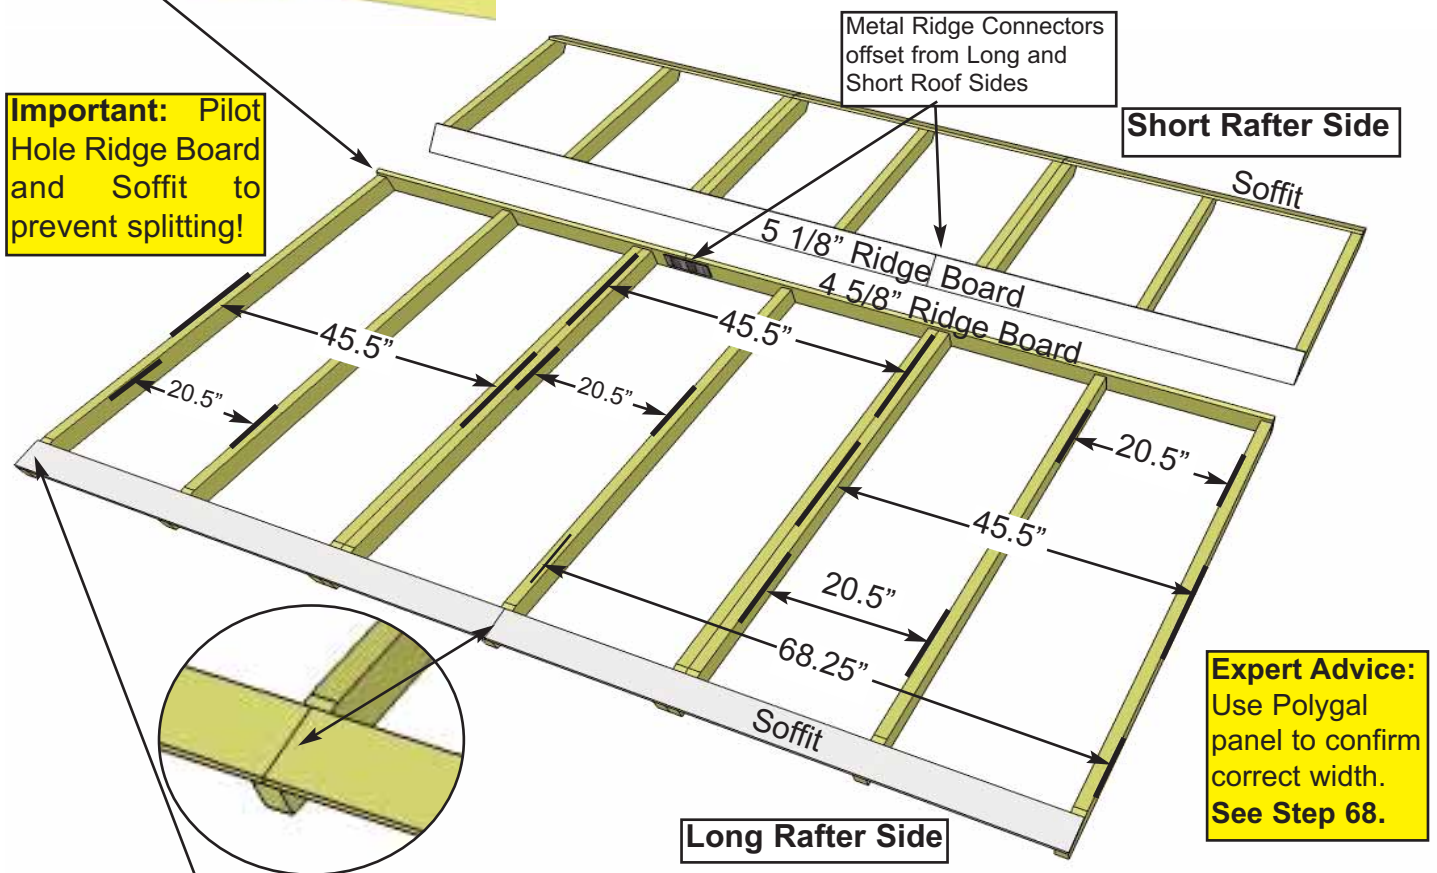 Metal Ridge Connectors
offset from Long and
Short Roof Sides
Important: Pilot
Hole Ridge Board
and Soffit to
prevent splitting!
Short Rafter Side
Soffit
5 1/8” Ridge Board
4 5/8” Ridge Board
45.5”
45.5”
20.5”
20.5”
20.5”
45.5”
20.5”
68.25”
Soffit
Expert Advice:
Use Polygal
panel to confirm
correct width.
See Step 68.
Long Rafter Side